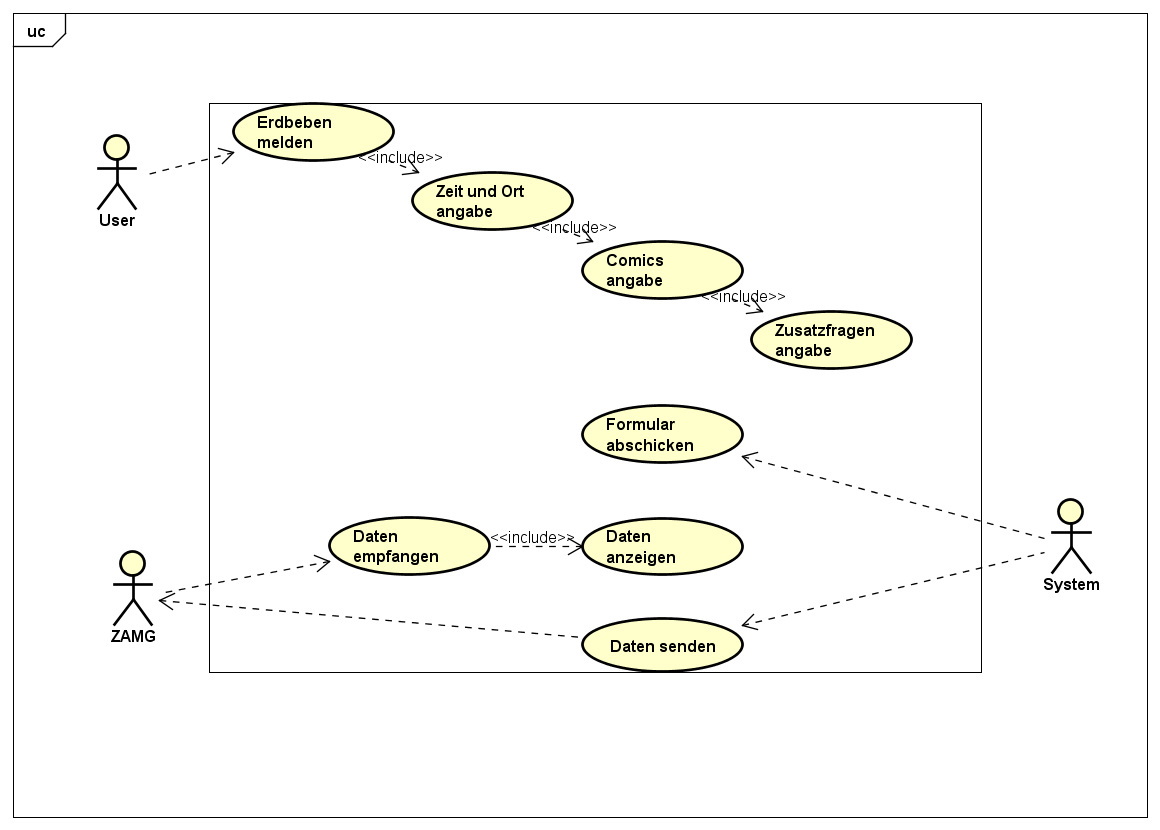 uc
Erdbeben
melden
<<include>>
Zeit und Ort
angabe
User
<<include>>
Comics
angabe
<<include>>
Zusatzfragen
angabe
Formular
abschicken
Daten
empfangen
<<include>>
Daten
anzeigen
System
ZAMG
Daten senden